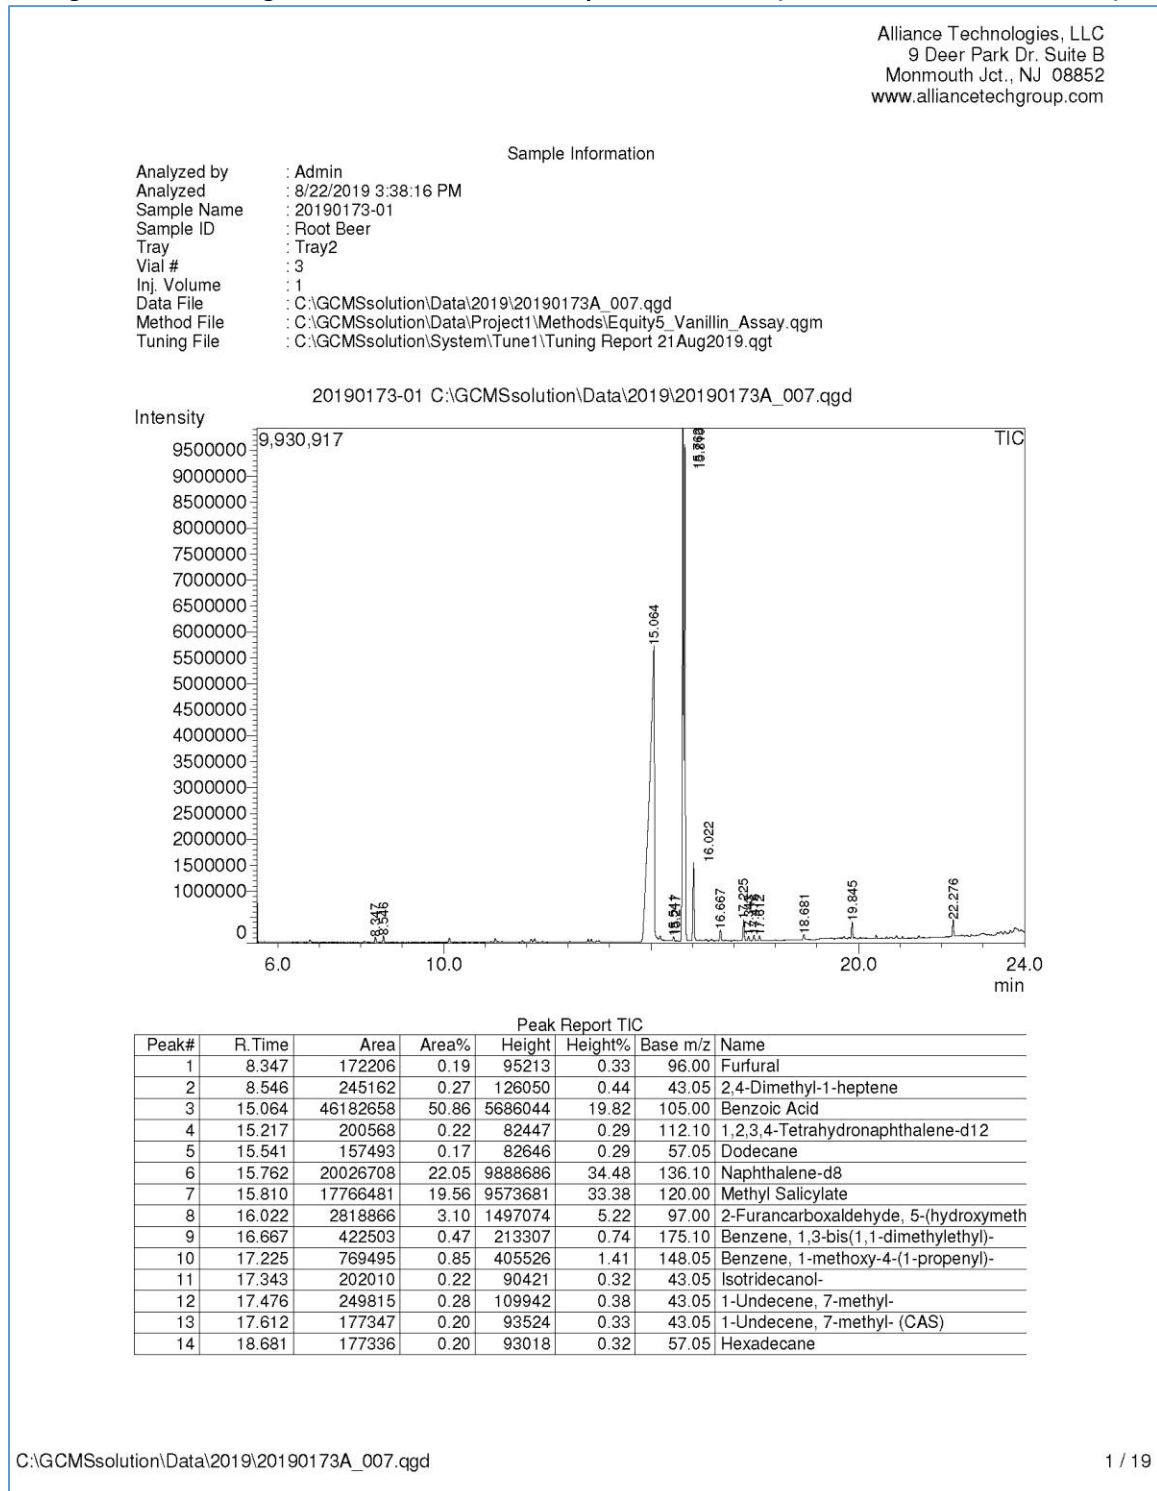 Alliance Technologies, LLC
9 Deer Park Dr. Suite B
Monmouth Jct., NJ 08852
www.alliancetechgroup.com
Sample Information
Analyzed by : Admin
Analyzed : 8/22/2019 3:38:16 PM
Sample Name : 20190173-01
Sample ID : Root Beer
Tray : Tray2
Vial # : 3
Inj. Volume : 1
Data File : C:\GCMSsolution\Data\2019\20190173A_007.qgd
Method File : C:\GCMSsolution\Data\Project1\Methods\Equity5_Vanillin_Assay.qgm
Tuning File : C:\GCMSsolution\System\Tune1\Tuning Report 21Aug2019.qgt
20190173-01 C:\GCMSsolution\Data\2019\20190173A_007.qgd
Intensity
9,930,917 TIC
9500000
9000000
8500000
8000000
7500000
7000000
6500000
6000000
5500000
5000000
4500000
4000000
3500000
3000000
2500000
2000000
1500000
1000000
0
8.347
8.546
15.064
16.022
16.667
17.225
17.612
18.681
19.845
22.276
6.0 10.0 20.0 24.0
min
Peak Report TIC
Peak# R.Time Area Area% Height Height% Base m/z Name
1 8.347 172206 0.19 95213 0.33 96.00 Furfural
2 8.546 245162 0.27 126050 0.44 43.05 2,4-Dimethyl-1-heptene
3 15.064 46182658 50.86 5686044 19.82 105.00 Benzoic Acid
4 15.217 200568 0.22 82447 0.29 112.10 1,2,3,4-Tetrahydronaphthalene-d12
5 15.541 157493 0.17 82646 0.29 57.05 Dodecane
6 15.762 20026708 22.05 9888686 34.48 136.10 Naphthalene-d8
7 15.810 17766481 19.56 9573681 33.38 120.00 Methyl Salicylate
8 16.022 2818866 3.10 1497074 5.22 97.00 2-Furancarboxaldehyde, 5-(hydroxymeth
9 16.667 422503 0.47 213307 0.74 175.10 Benzene, 1,3-bis(1,1-dimethylethyl)-
10 17.225 769495 0.85 405526 1.41 148.05 Benzene, 1-methoxy-4-(1-propenyl)-
11 17.343 202010 0.22 90421 0.32 43.05 Isotridecanol-
12 17.476 249815 0.28 109942 0.38 43.05 1-Undecene, 7-methyl-
13 17.612 177347 0.20 93524 0.33 43.05 1-Undecene, 7-methyl- (CAS)
14 18.681 177336 0.20 93018 0.32 57.05 Hexadecane
C:\GCMSsolution\Data\2019\20190173A_007.qgd 1 / 19